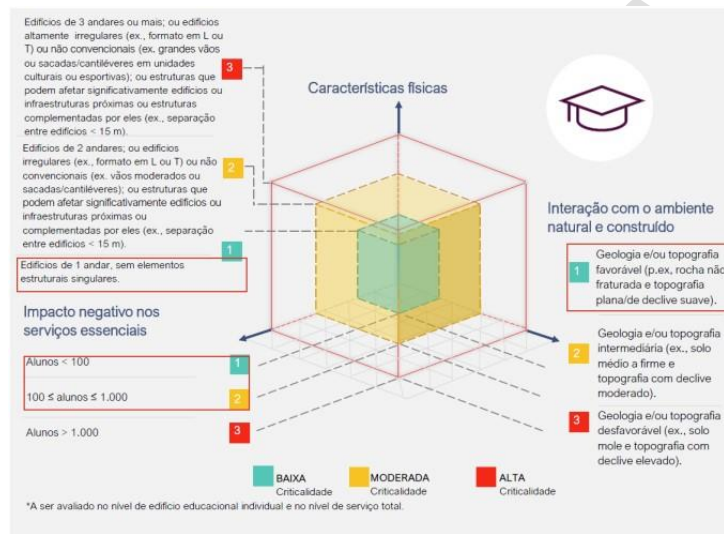 Edifícios de 3 andares ou mais; ou edifícios
altamente irregulares (ex., formato em L ou
T) ou não convencionais (ex. grandes vãos
ou sacadas/cantiléveres em unidades
culturais ou esportivas); ou estruturas que
podem afetar significativamente edifícios ou
infraestruturas próximas ou estruturas
complementadas por eles (ex., separação
entre edifícios < 15 m).
3
Edifícios de 2 andares; ou edifícios
irregulares (ex., formato em L ou T) ou não
convencionais (ex. vãos moderados ou
sacadas/cantiléveres); ou estruturas que
podem afetar significativamente edifícios ou
infraestruturas próximas ou
complementadas por eles (ex., separação
entre edifícios < 15 m).
2
Edifícios de 1 andar, sem elementos
estruturais singulares.
1
Características físicas
Impacto negativo nos
serviços essenciais
Alunos < 100
1
100 ≤ alunos ≤ 1.000
2
Alunos > 1.000
3
Interação com o ambiente
natural e construído
1
Geologia e/ou topografia
favorável (p.ex, rocha não
fraturada e topografia
plana/de declive suave).
2
Geologia e/ou topografia
intermediária (ex., solo
médio a firme e
topografia com declive
moderado).
3
Geologia e/ou topografia
desfavorável (ex., solo
mole e topografia com
declive elevado).
BAIXA
Criticalidade
MODERADA
Criticalidade
ALTA
Criticalidade
*A ser avaliado no nível de edifício educacional individual e no nível de serviço total.